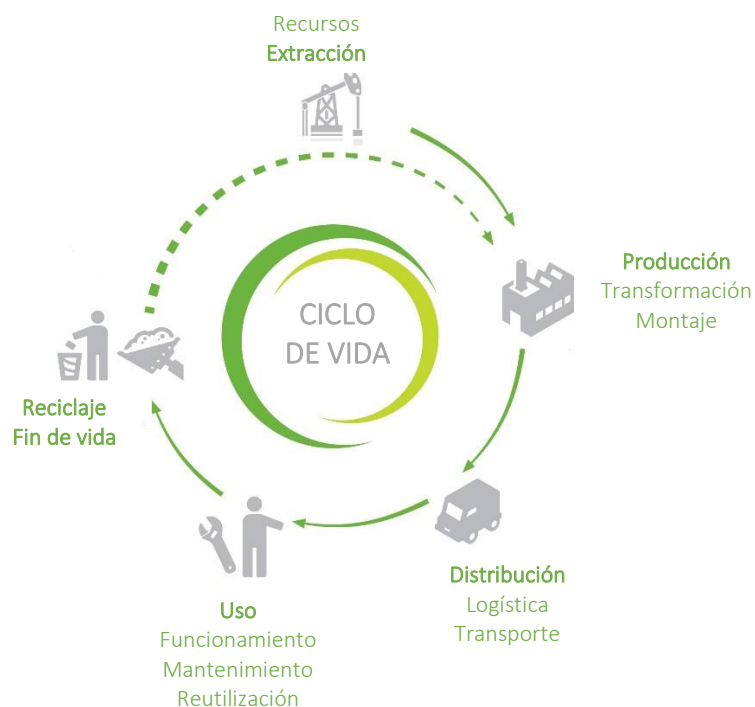 Recursos
Extracción
Producción
Transformación
Montaje
CICLO
DE VIDA
Reciclaje
Fin de vida
Distribución
Logística
Transporte
Uso
Funcionamiento
Mantenimiento
Reutilización